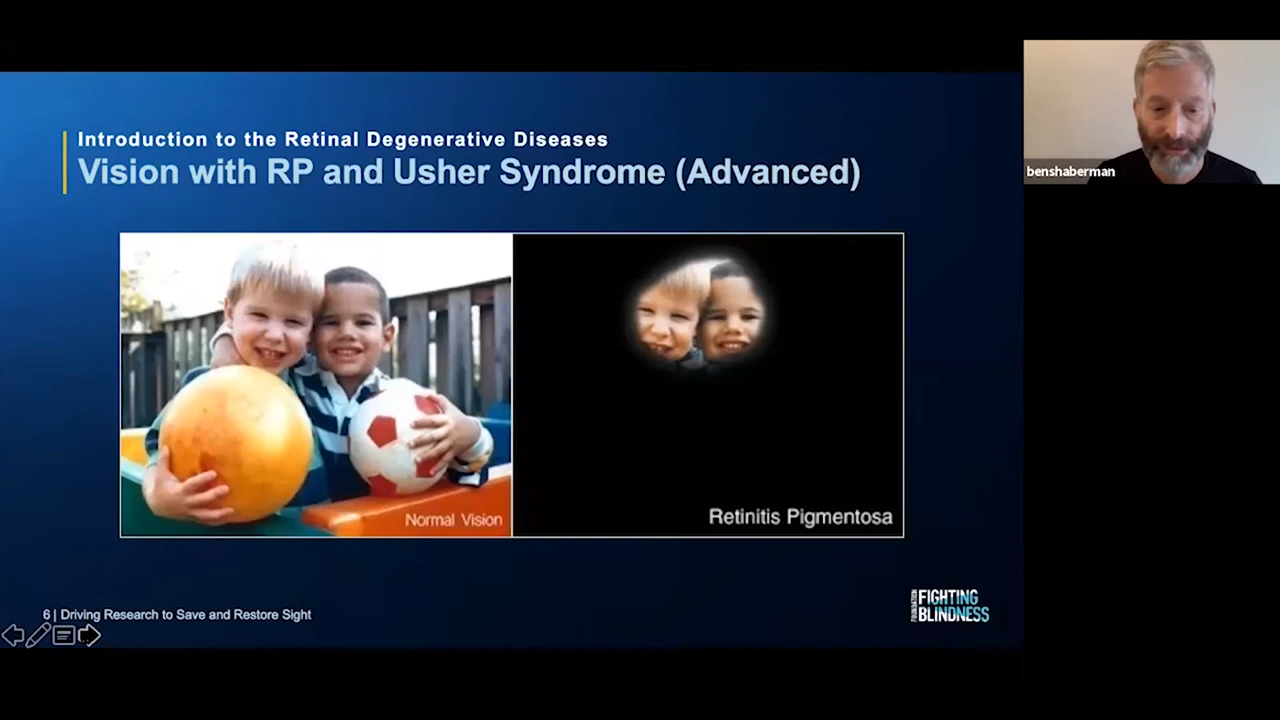 Introduction to the Retinal Degenerative Diseases
Vision with RP and Usher Syndrome (Advanced)
Normal Vision
Retinitis Pigmentosa
6 | Driving Research to Save and Restore Sight
FOUNDATION
FIGHTING
BLINDNESS
benshaberman